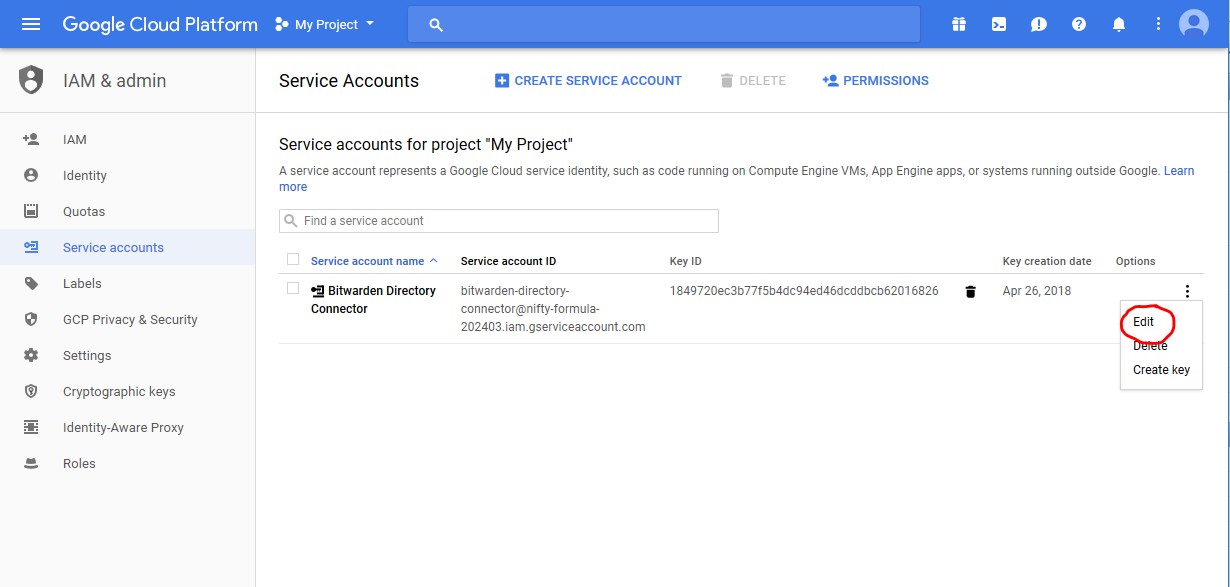 Google Cloud Platform
My Project
IAM & admin
Service Accounts
CREATE SERVICE ACCOUNT
DELETE
PERMISSIONS
IAM
Identity
Quotas
Service accounts
Labels
GCP Privacy & Security
Settings
Cryptographic keys
Identity-Aware Proxy
Roles
Service accounts for project "My Project"
A service account represents a Google Cloud service identity, such as code running on Compute Engine VMs, App Engine apps, or systems running outside Google. Learn
more
Find a service account
Service account name
Service account ID
Key ID
Key creation date
Options
Bitwarden Directory
Connector
bitwarden-directory-
connector@nifty-formula-
202403.iam.gserviceaccount.com
1849720ec3b77f5b4dc94ed46dcddbcb62016826
Apr 26, 2018
Edit
Delete
Create key